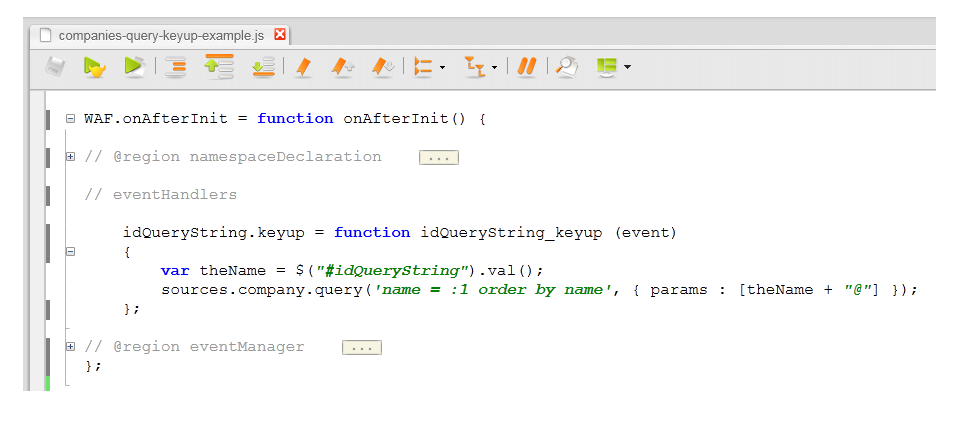 companies-query-keyup-example.js
WAF.onAfterInit = function onAfterInit() {
// @region namespaceDeclaration ...
// eventHandlers
idQueryString.keyup = function idQueryString_keyup (event)
{
var theName = $("#idQueryString").val();
sources.company.query('name = :1 order by name', { params : [theName + "@"] });
};
// @region eventManager ...
};